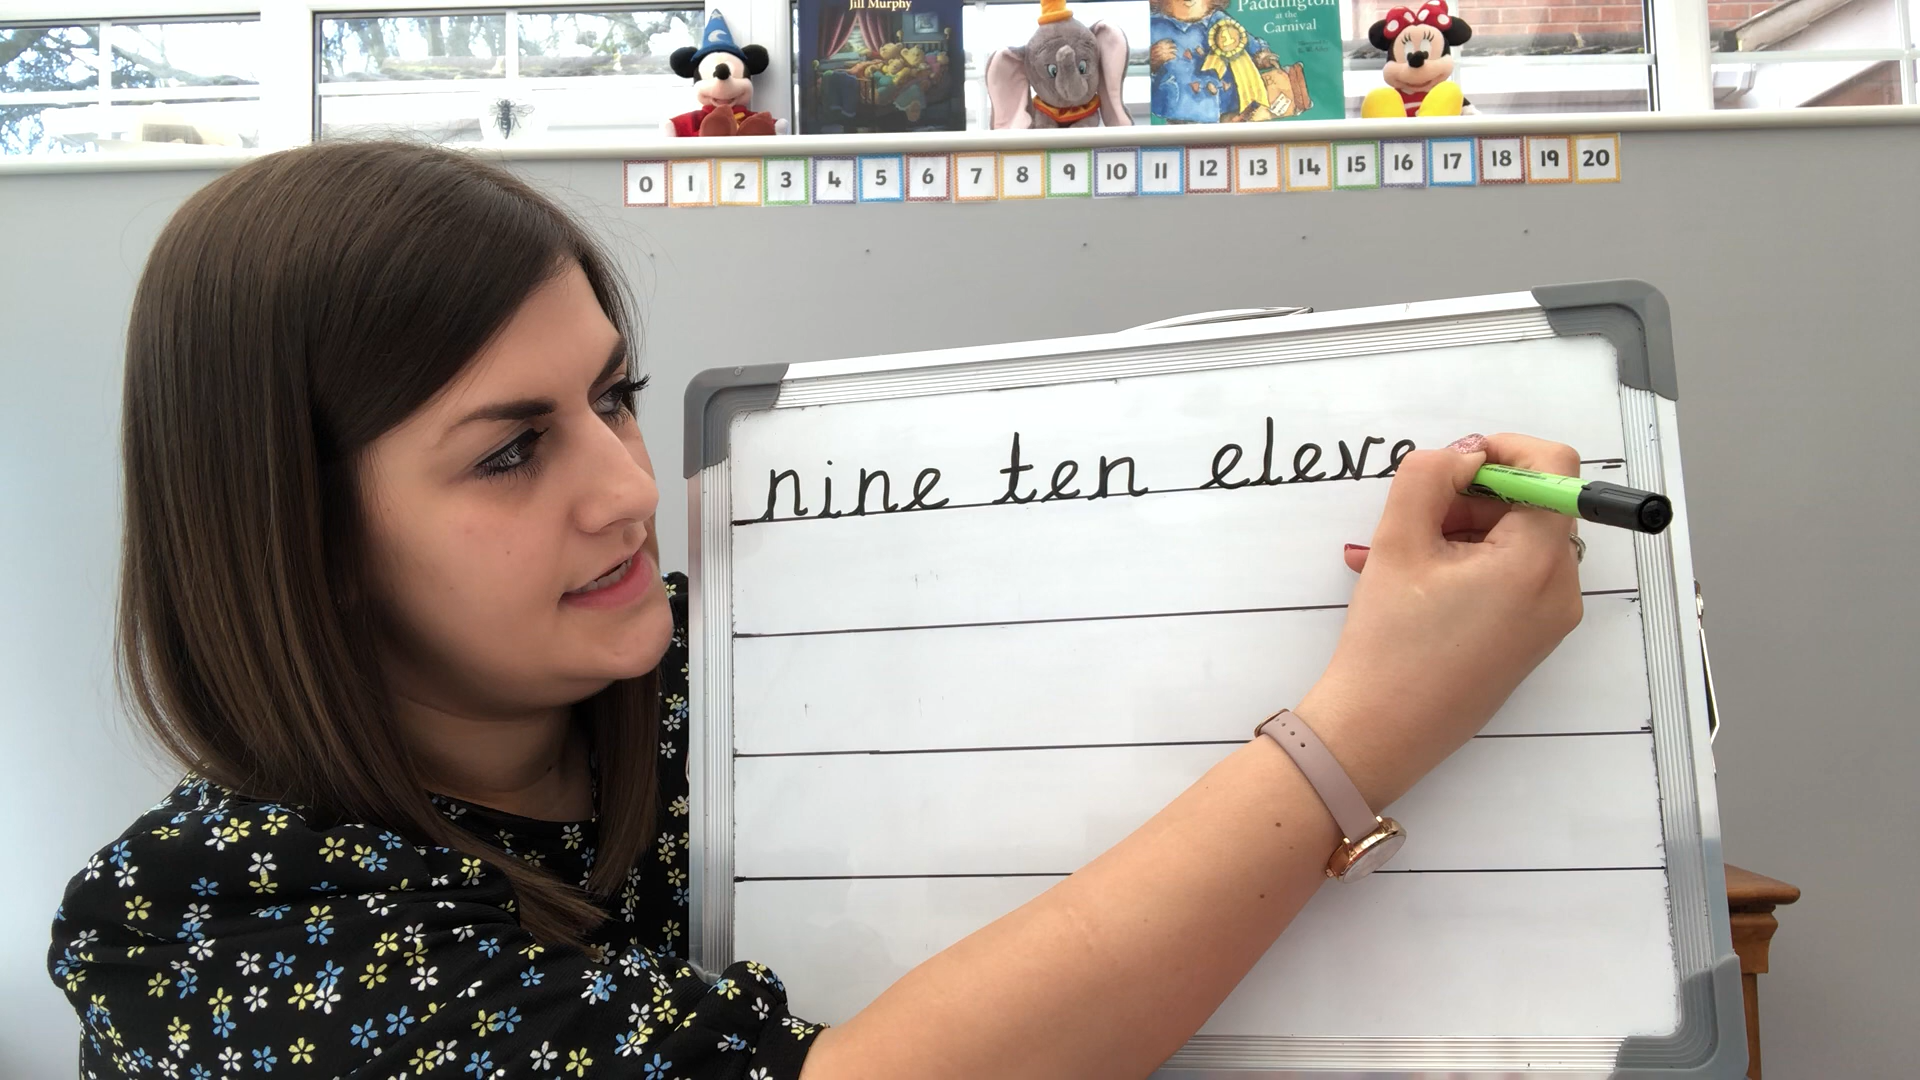 Jill Murphy
Paddington
at the
Carnival
0 1 2 3 4 5 6 7 8 9 10 11 12 13 14 15 16 17 18 19 20
nine ten eleve